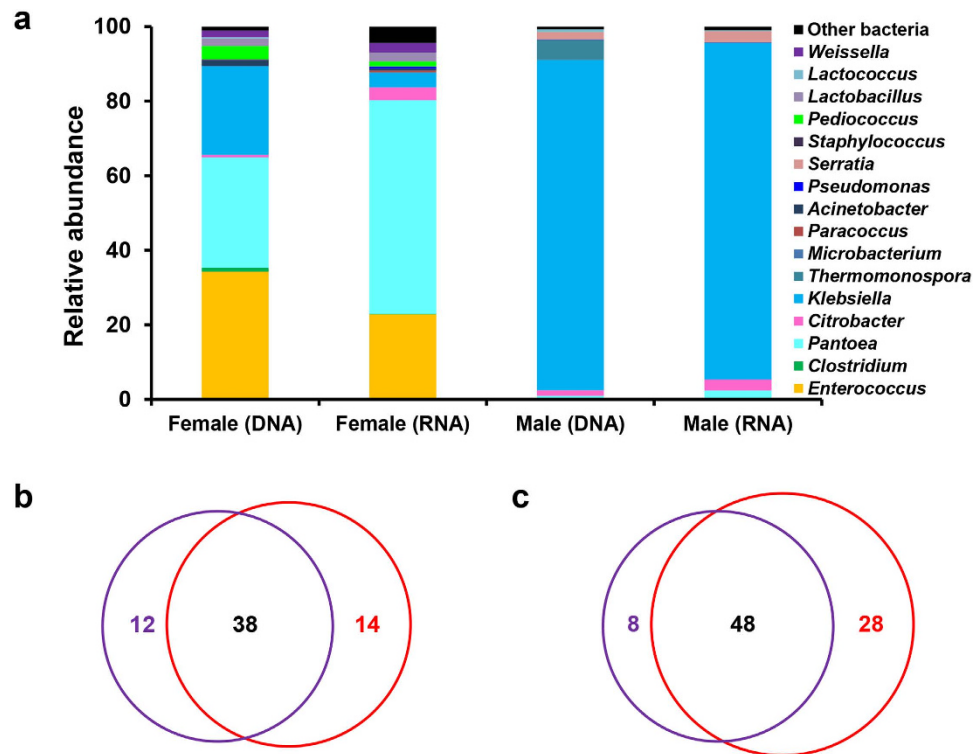 a
Relative abundance
100
80
60
40
20
0
Female (DNA)
Female (RNA)
Male (DNA)
Male (RNA)
Other bacteria
Weissella
Lactococcus
Lactobacillus
Pediococcus
Staphylococcus
Serratia
Pseudomonas
Acinetobacter
Paracoccus
Microbacterium
Thermomonospora
Klebsiella
Citrobacter
Pantoea
Clostridium
Enterococcus
b
12
38
14
c
8
48
28